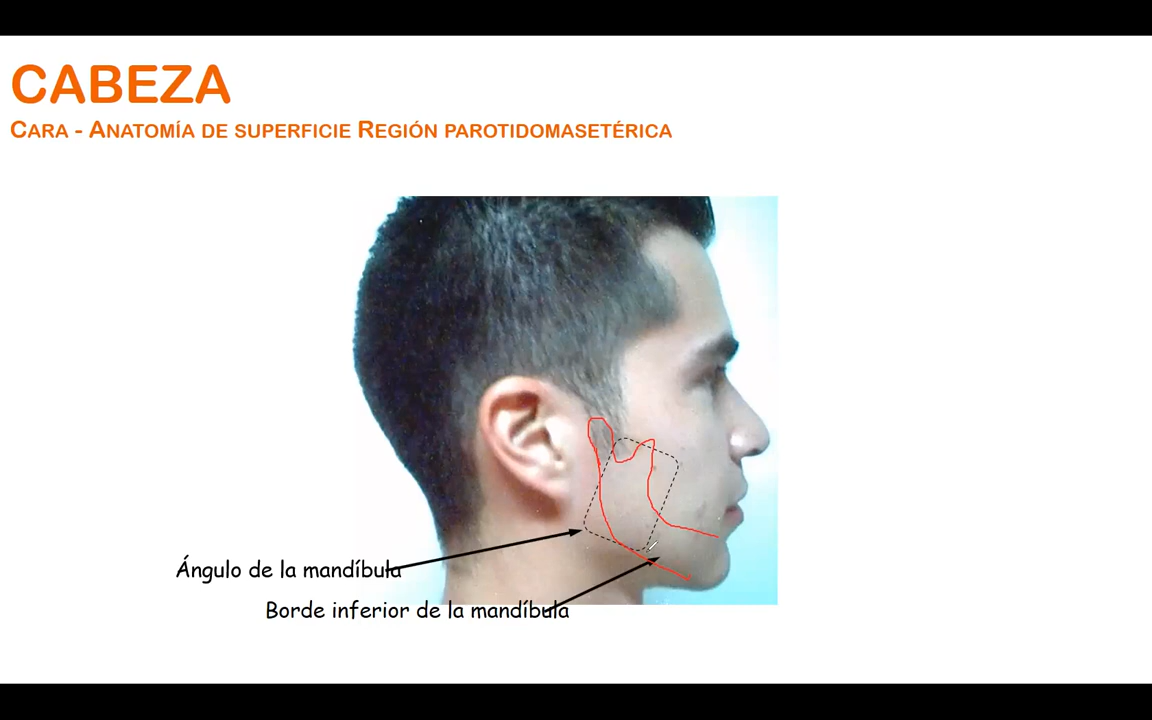 CABEZA
CARA - ANATOMÍA DE SUPERFICIE REGIÓN PAROTIDOMASETÉRICA
Ángulo de la mandíbula
Borde inferior de la mandíbula